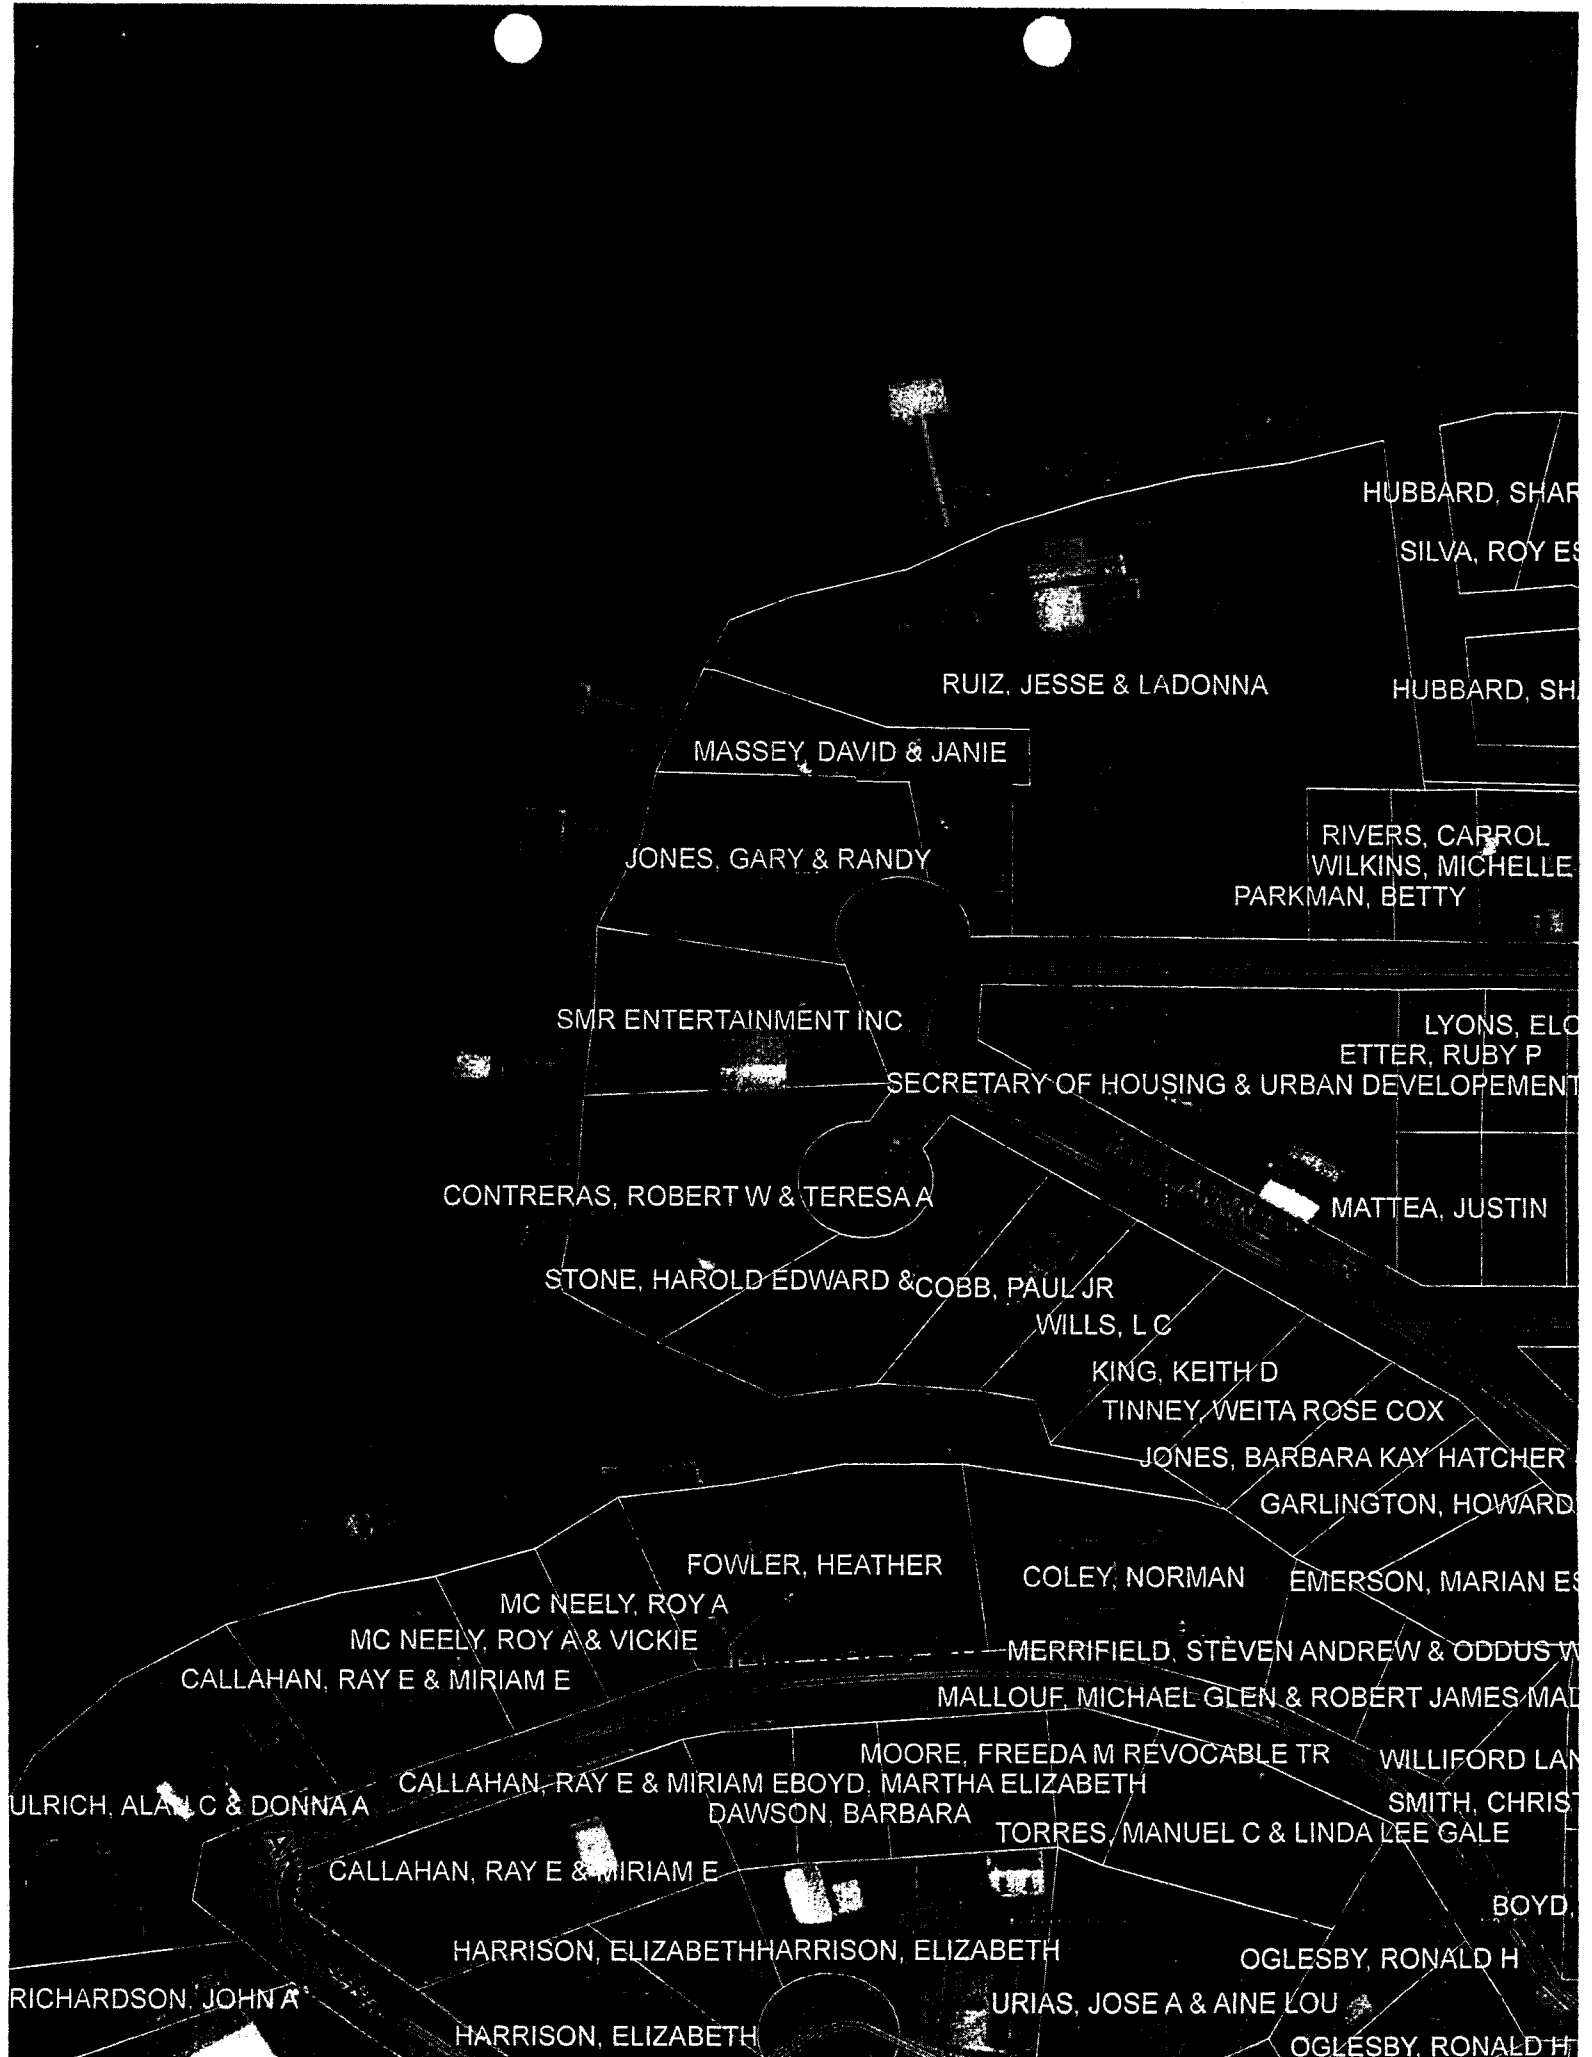 HUBBARD, SHAR
SILVA, ROY ES
RUIZ, JESSE & LADONNA
HUBBARD, SHA
MASSEY, DAVID & JANIE
RIVERS, CARROL
JONES, GARY & RANDY
WILKINS, MICHELLE
PARKMAN, BETTY
SMR ENTERTAINMENT INC
LYONS, ELO
ETTER, RUBY P
SECRETARY OF HOUSING & URBAN DEVELOPEMENT
CONTRERAS, ROBERT W & TERESA A
MATTEA, JUSTIN
STONE, HAROLD EDWARD &
COBB, PAUL JR
WILLS, L C
KING, KEITH D
TINNEY, WEITA ROSE COX
JONES, BARBARA KAY HATCHER
GARLINGTON, HOWARD
FOWLER, HEATHER
COLEY, NORMAN
EMERSON, MARIAN ES
MC NEELY, ROY A
MC NEELY, ROY A & VICKIE
MERRIFIELD, STEVEN ANDREW & ODDUS W
CALLAHAN, RAY E & MIRIAM E
MALLOUF, MICHAEL GLEN & ROBERT JAMES MAD
MOORE, FREEDA M REVOCABLE TR
WILLIFORD LAN
CALLAHAN, RAY E & MIRIAM E
BOYD, MARTHA ELIZABETH
ULRICH, ALAN C & DONNA A
SMITH, CHRIST
DAWSON, BARBARA
TORRES, MANUEL C & LINDA LEE GALE
CALLAHAN, RAY E & MIRIAM E
BOYD,
HARRISON, ELIZABETH
HARRISON, ELIZABETH
OGLESBY, RONALD H
RICHARDSON, JOHN A
URIAS, JOSE A & AINE LOU
HARRISON, ELIZABETH
OGLESBY, RONALD H